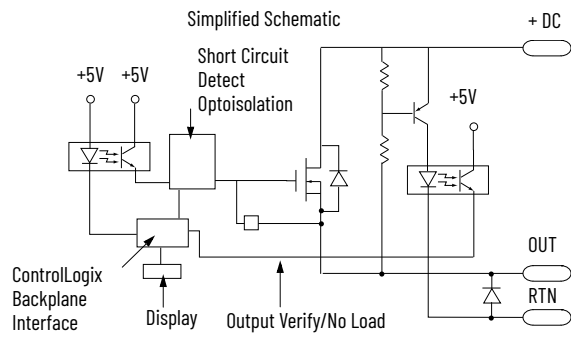 Simplified Schematic
+ DC
Short Circuit
Detect
Optoisolation
+5V +5V
+5V
OUT
RTN
ControlLogix
Backplane
Interface
Display
Output Verify/No Load